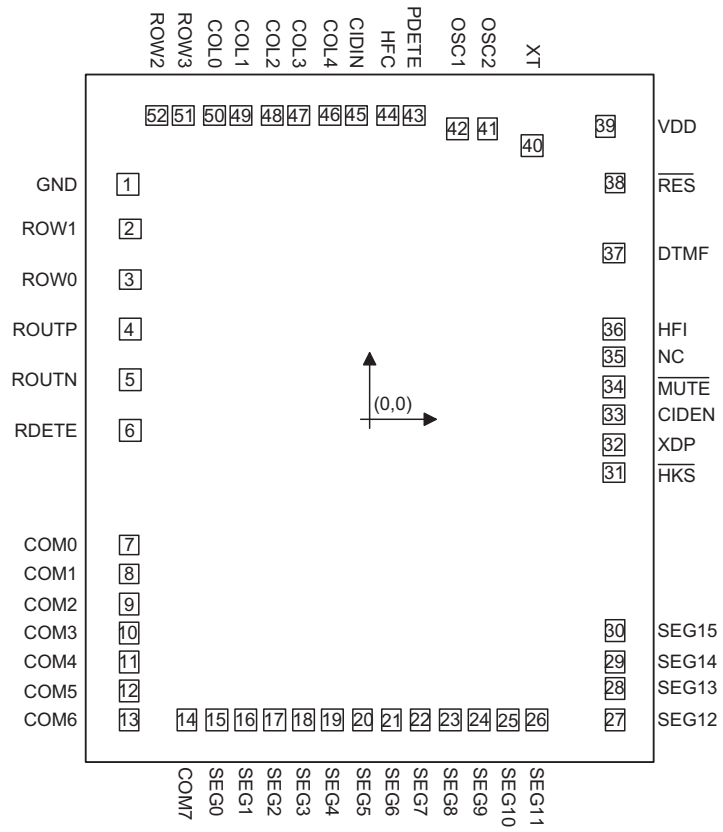 ROW2
ROW3
COL0
COL1
COL2
COL3
COL4
CIDIN
HFC
PDETE
OSC1
OSC2
XT
52 51 50 49 48 47 46 45 44 43 42 41 40 39 VDD
GND 1 38 RES
ROW1 2
37 DTMF
ROW0 3
ROUTP 4 36 HFI
35 NC
ROUTN 5 34 MUTE
(0,0)
33 CIDEN
RDETE 6 32 XDP
31 HKS
COM0 7
COM1 8
COM2 9
COM3 10 30 SEG15
COM4 11 29 SEG14
COM5 12 28 SEG13
COM6 13 14 15 16 17 18 19 20 21 22 23 24 25 26 27 SEG12
COM7
SEG0
SEG1
SEG2
SEG3
SEG4
SEG5
SEG6
SEG7
SEG8
SEG9
SEG10
SEG11